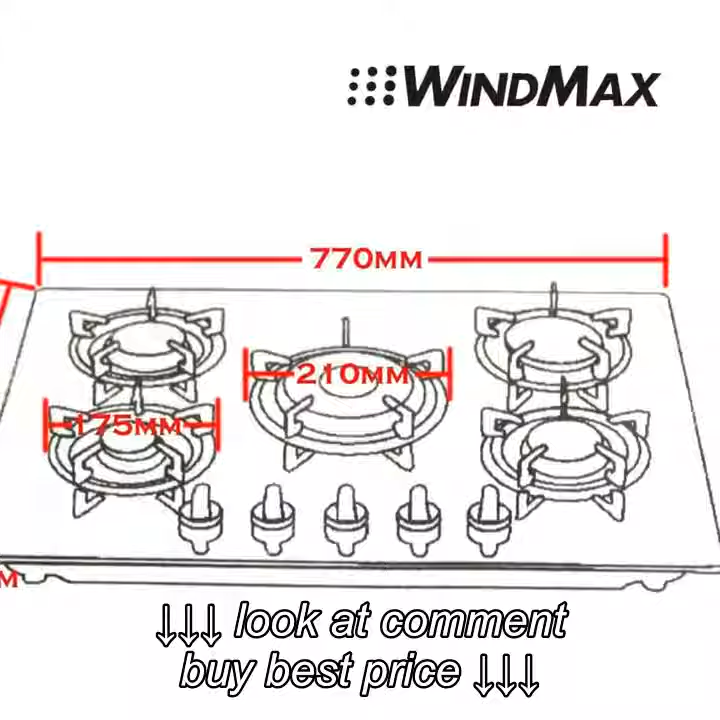 WINDMAX
770MM
210MM
175MM
M
↓↓↓ look at comment
buy best price ↓↓↓